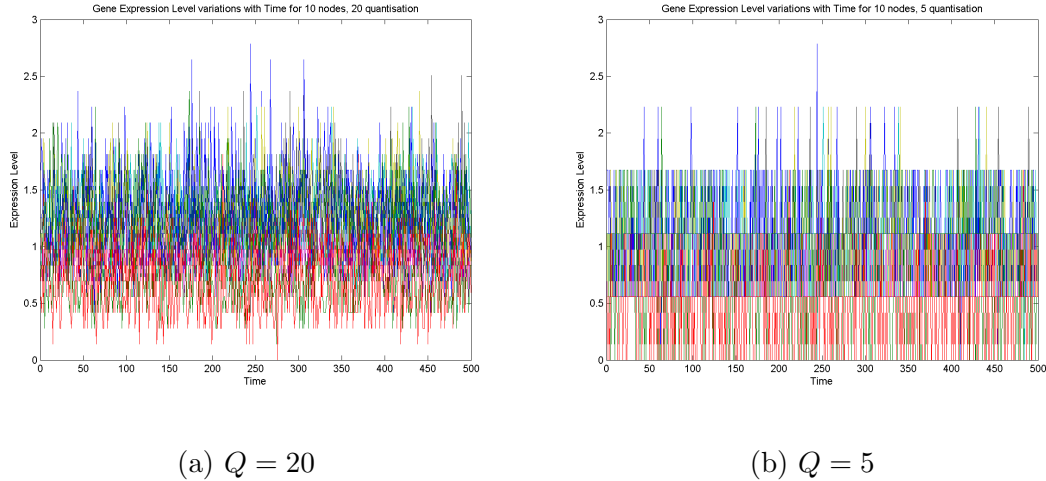 Gene Expression Level variations with Time for 10 nodes, 20 quantisation
3
2.5
2
1.5
1
0.5
0
Expression Level
0 50 100 150 200 250 300 350 400 450 500
Time
(a) Q = 20
Gene Expression Level variations with Time for 10 nodes, 5 quantisation
3
2.5
2
1.5
1
0.5
0
Expression Level
0 50 100 150 200 250 300 350 400 450 500
Time
(b) Q = 5